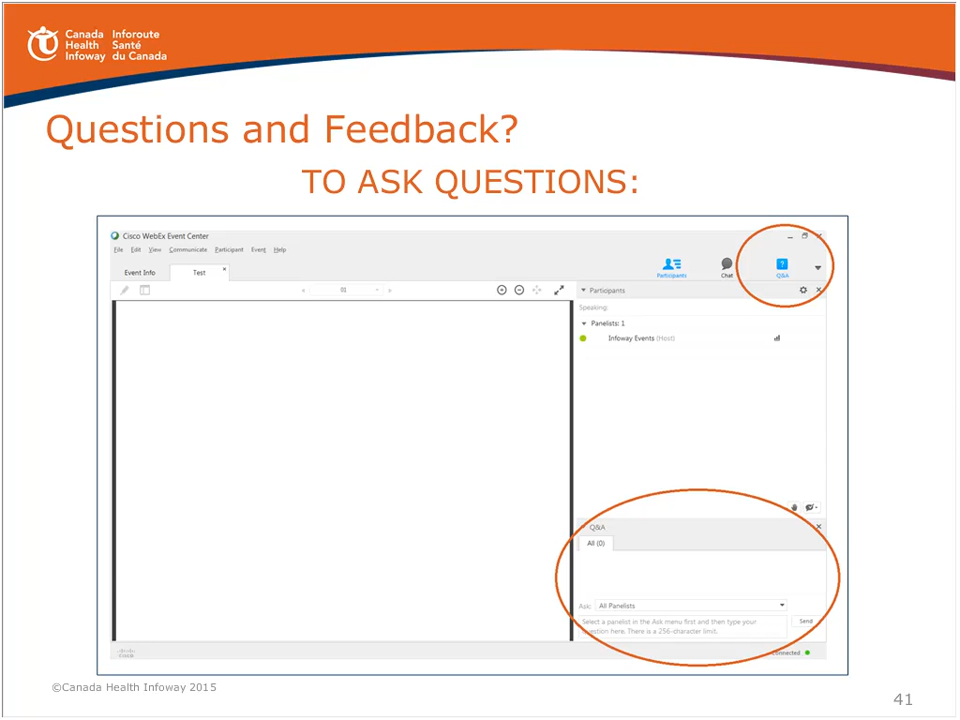 Canada Health Infoway
Inforoute Santé du Canada
Questions and Feedback?
TO ASK QUESTIONS:
Cisco WebEx Event Center
File Edit View Communicate Participant Event Help
Participants Chat Q&A
Event Info Test
01
Participants
Speaking:
Panelists: 1
Infoway Events (Host)
Q&A
All (0)
Ask: All Panelists
Select a panelist in the Ask menu first and then type your
question here. There is a 256-character limit.
Send
Connected
©Canada Health Infoway 2015
41